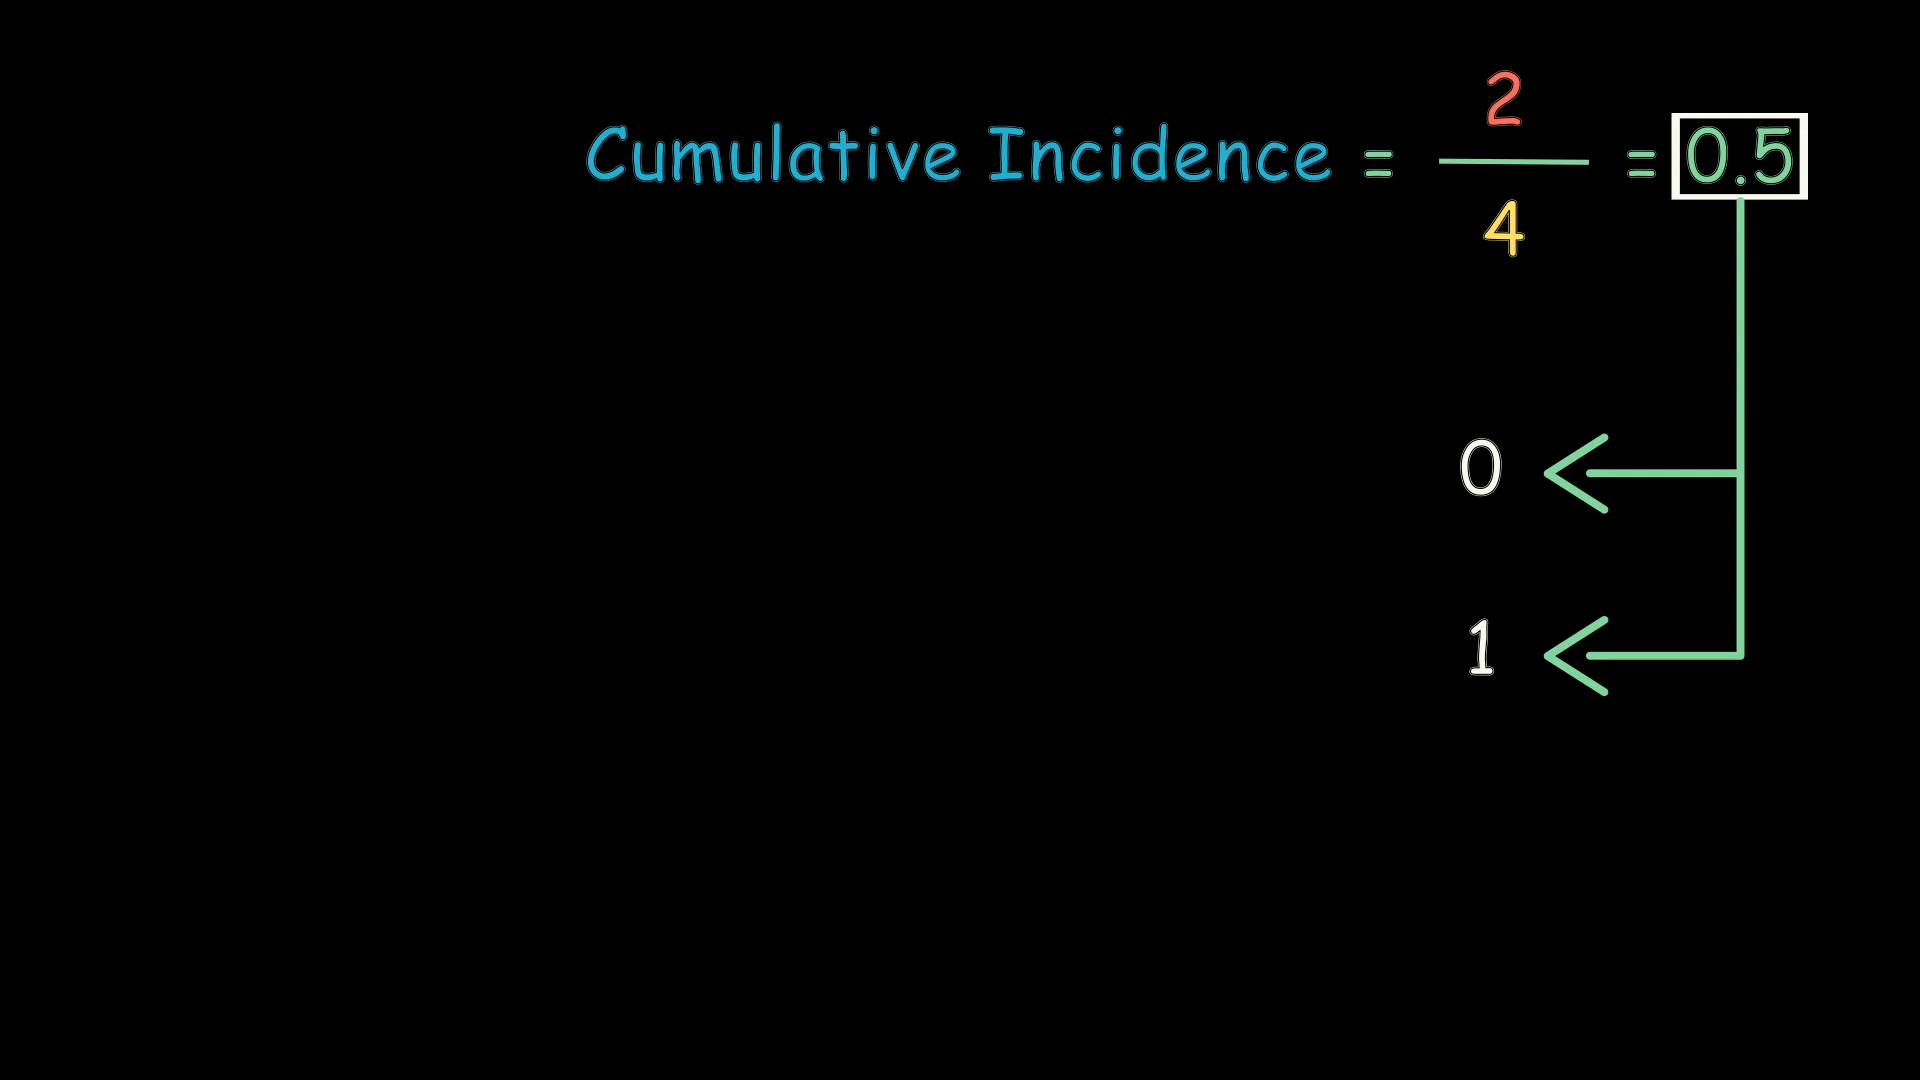 Cumulative Incidence = 2/4 = 0.5
0
1